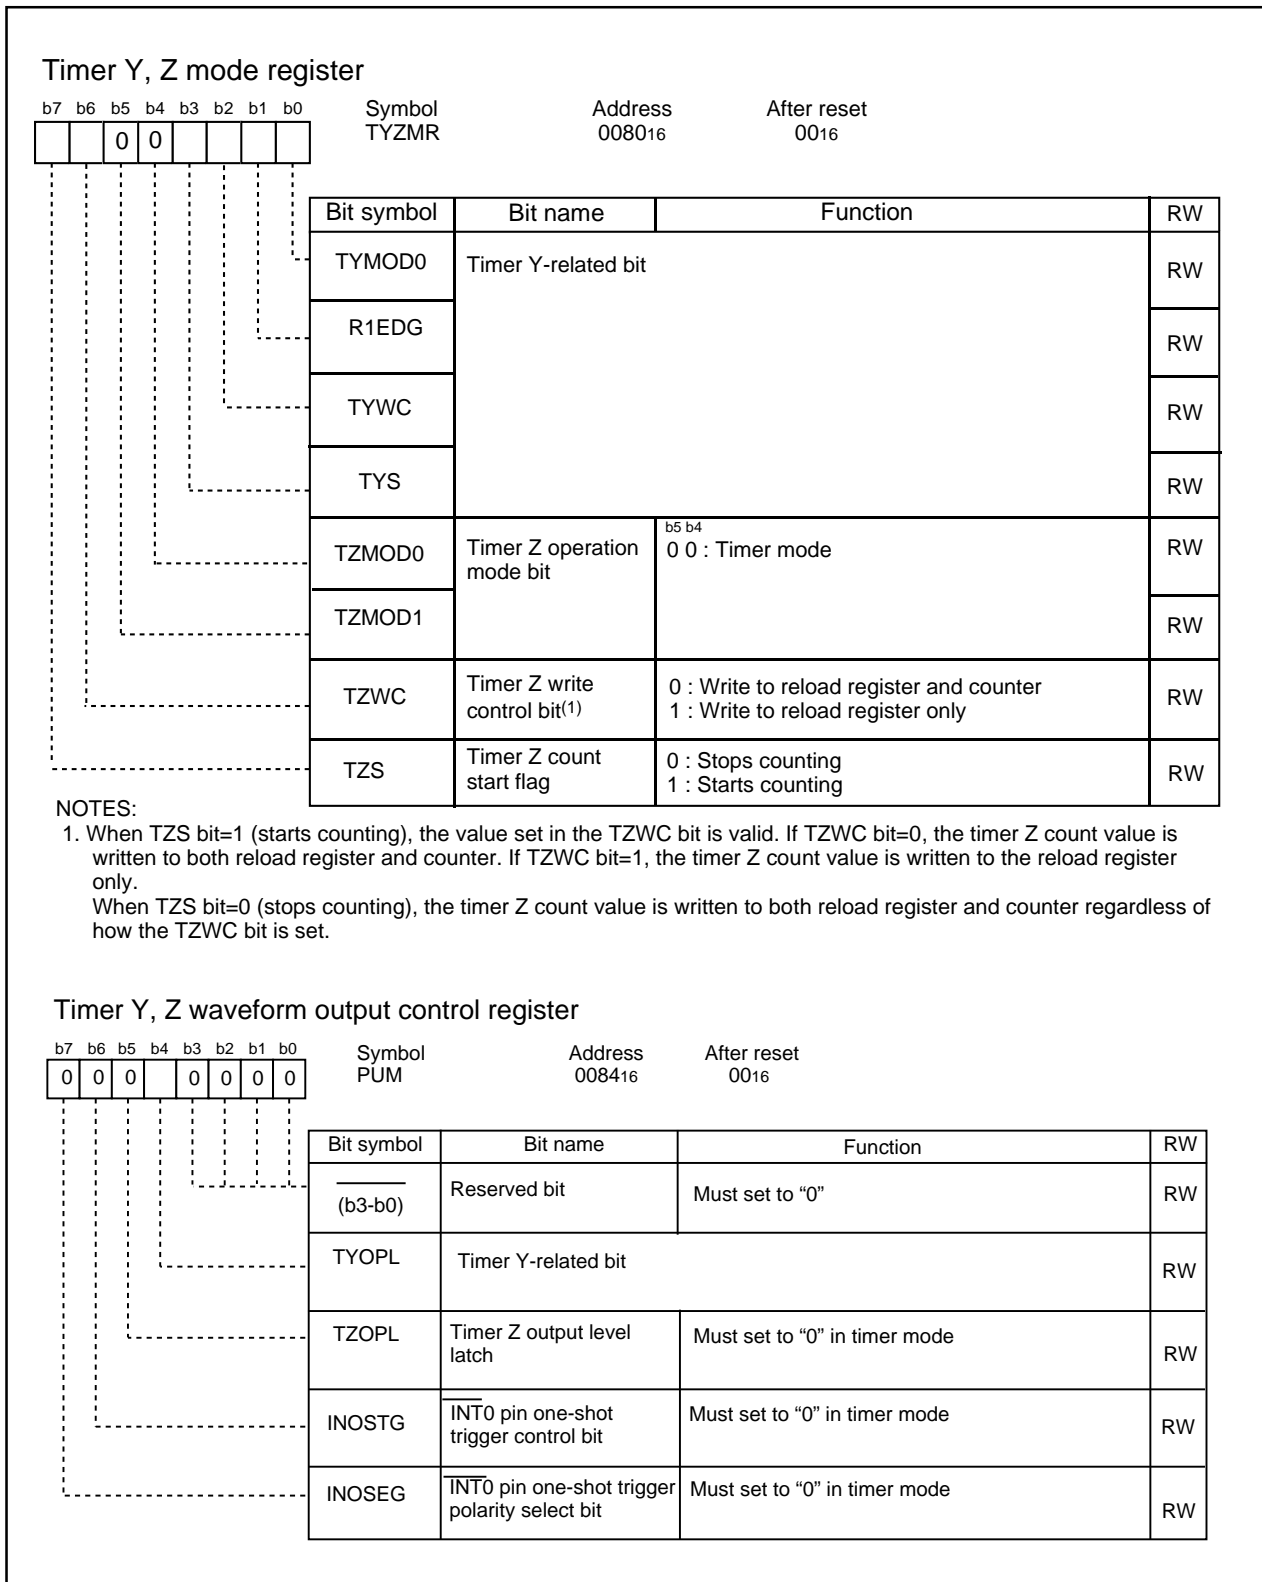 Timer Y, Z mode register
b7 b6 b5 b4 b3 b2 b1 b0
Symbol Address After reset
0 0 TYZMR 008016 0016
Bit symbol Bit name Function RW
TYMOD0 Timer Y-related bit RW
R1EDG RW
TYWC RW
TYS RW
b5 b4
TZMOD0 Timer Z operation mode bit 0 0 : Timer mode RW
TZMOD1 RW
TZWC Timer Z write control bit(1) 0 : Write to reload register and counter RW
1 : Write to reload register only
TZS Timer Z count start flag 0 : Stops counting RW
1 : Starts counting
NOTES:
1. When TZS bit=1 (starts counting), the value set in the TZWC bit is valid. If TZWC bit=0, the timer Z count value is
written to both reload register and counter. If TZWC bit=1, the timer Z count value is written to the reload register
only.
When TZS bit=0 (stops counting), the timer Z count value is written to both reload register and counter regardless of
how the TZWC bit is set.
Timer Y, Z waveform output control register
b7 b6 b5 b4 b3 b2 b1 b0
Symbol Address After reset
0 0 0 0 0 0 0 PUM 008416 0016
Bit symbol Bit name Function RW
(b3-b0) Reserved bit Must set to “0” RW
TYOPL Timer Y-related bit RW
TZOPL Timer Z output level latch Must set to “0” in timer mode RW
INOSTG INT0 pin one-shot trigger control bit Must set to “0” in timer mode RW
INOSEG INT0 pin one-shot trigger polarity select bit Must set to “0” in timer mode RW